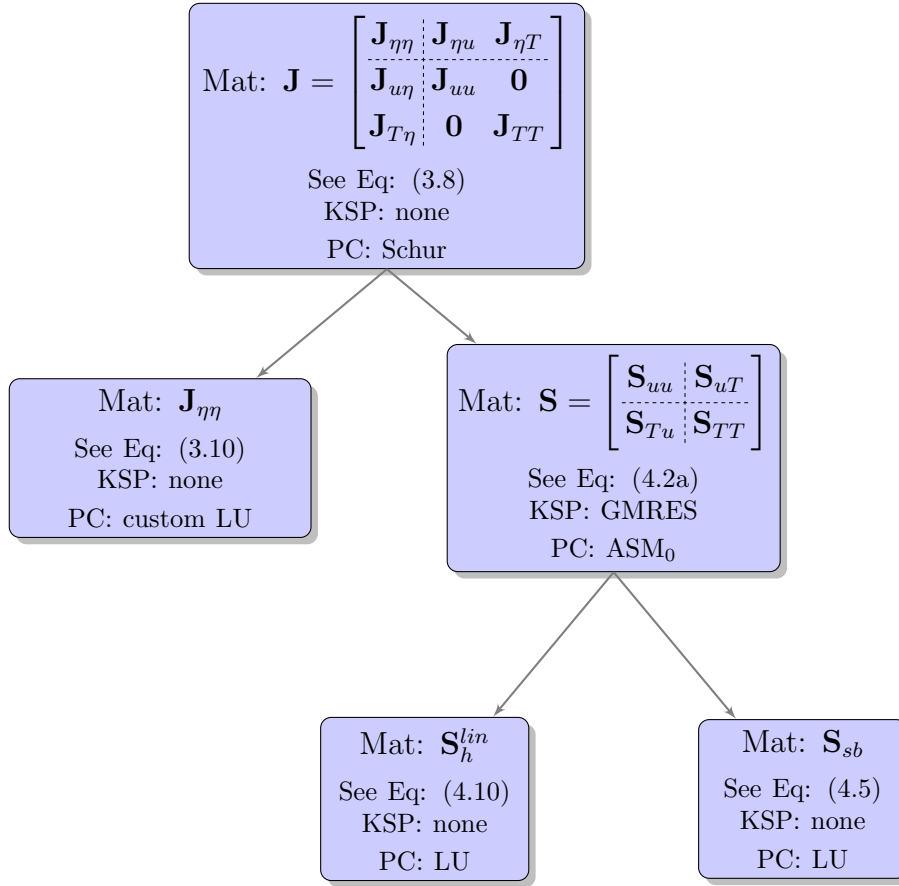 Mat: J = [ J_ηη J_ηu J_ηT
J_uη J_uu 0
J_Tη 0 J_TT ]
See Eq: (3.8)
KSP: none
PC: Schur
Mat: J_ηη
See Eq: (3.10)
KSP: none
PC: custom LU
Mat: S = [ S_uu S_uT
S_Tu S_TT ]
See Eq: (4.2a)
KSP: GMRES
PC: ASM₀
Mat: S_h^lin
See Eq: (4.10)
KSP: none
PC: LU
Mat: S_sb
See Eq: (4.5)
KSP: none
PC: LU